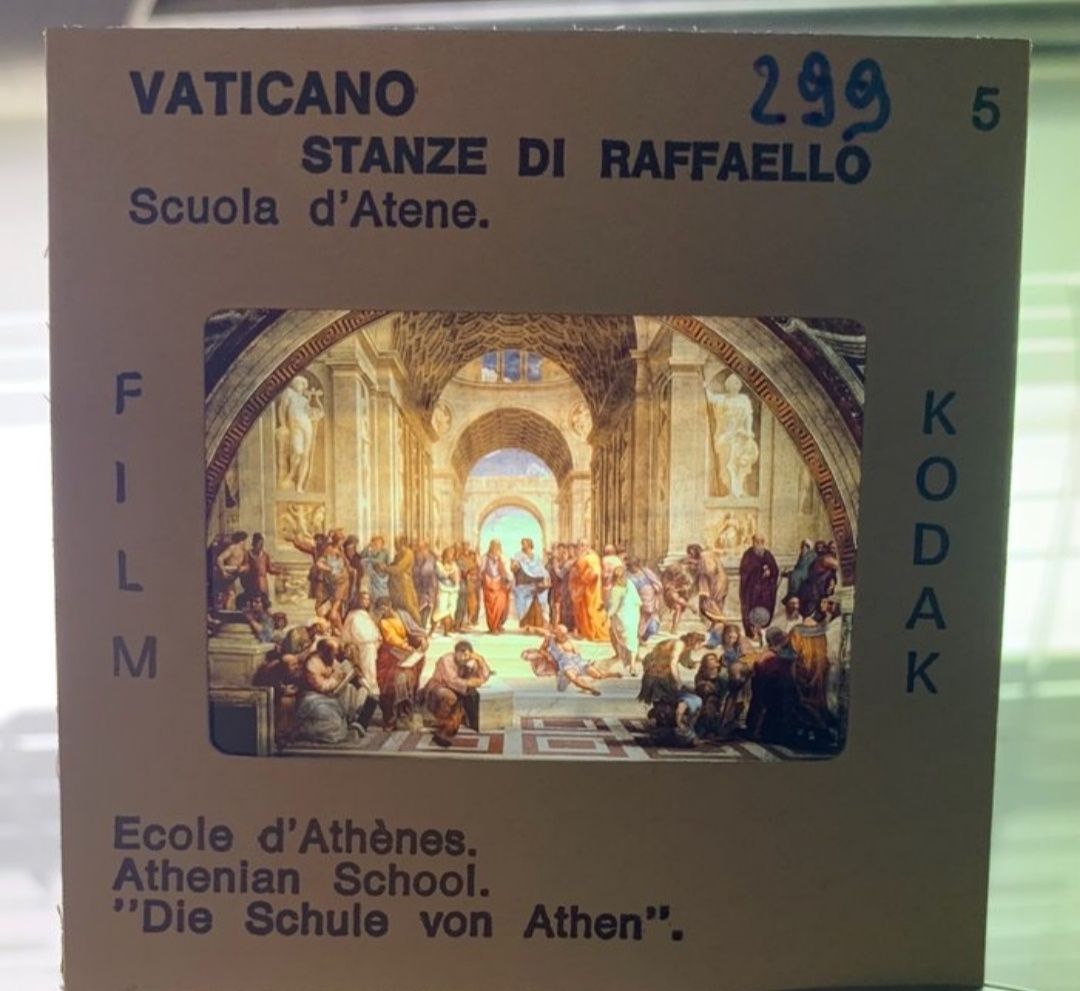 VATICANO 299 5
STANZE DI RAFFAELLO
Scuola d'Atene.
FILM
KODAK
Ecole d'Athènes.
Athenian School.
"Die Schule von Athen".